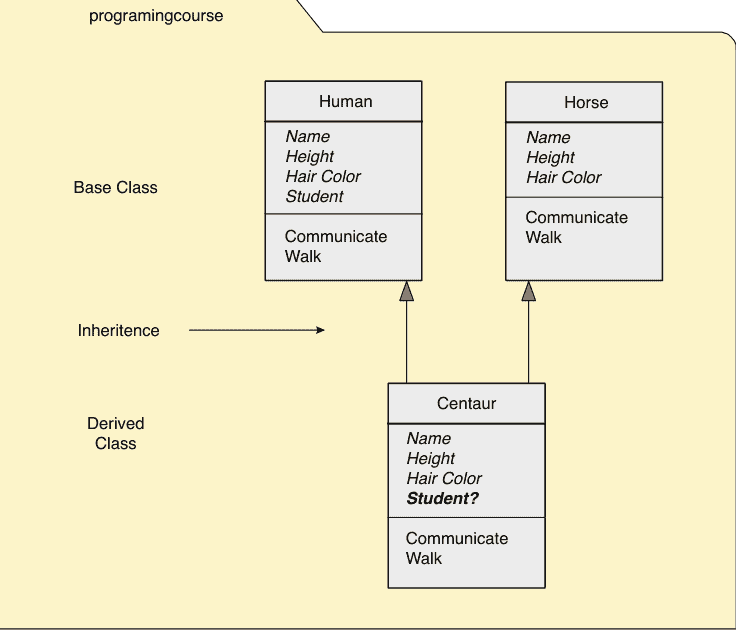 programingcourse
Human
Name
Height
Hair Color
Student
Communicate
Walk
Horse
Name
Height
Hair Color
Communicate
Walk
Base Class
Inheritence
Derived
Class
Centaur
Name
Height
Hair Color
Student?
Communicate
Walk